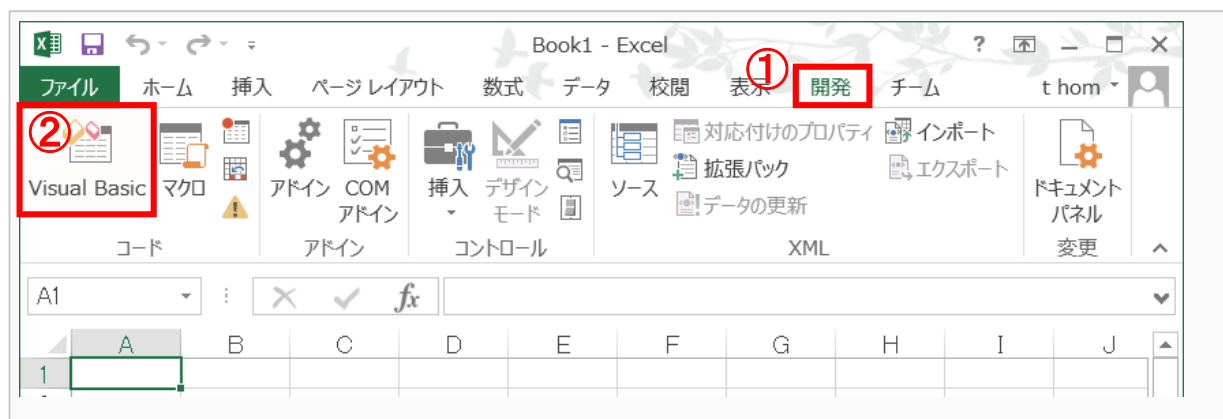 Book1 - Excel ?
①
ファイル ホーム 挿入 ページ レイアウト 数式 データ 校閲 表示 開発 チーム t hom
②
対応付けのプロパティ インポート
拡張パック エクスポート
データの更新
Visual Basic マクロ アドイン COM アドイン 挿入 デザイン モード ソース ドキュメント パネル
コード アドイン コントロール XML 変更
A1 fx
A B C D E F G H I J
1